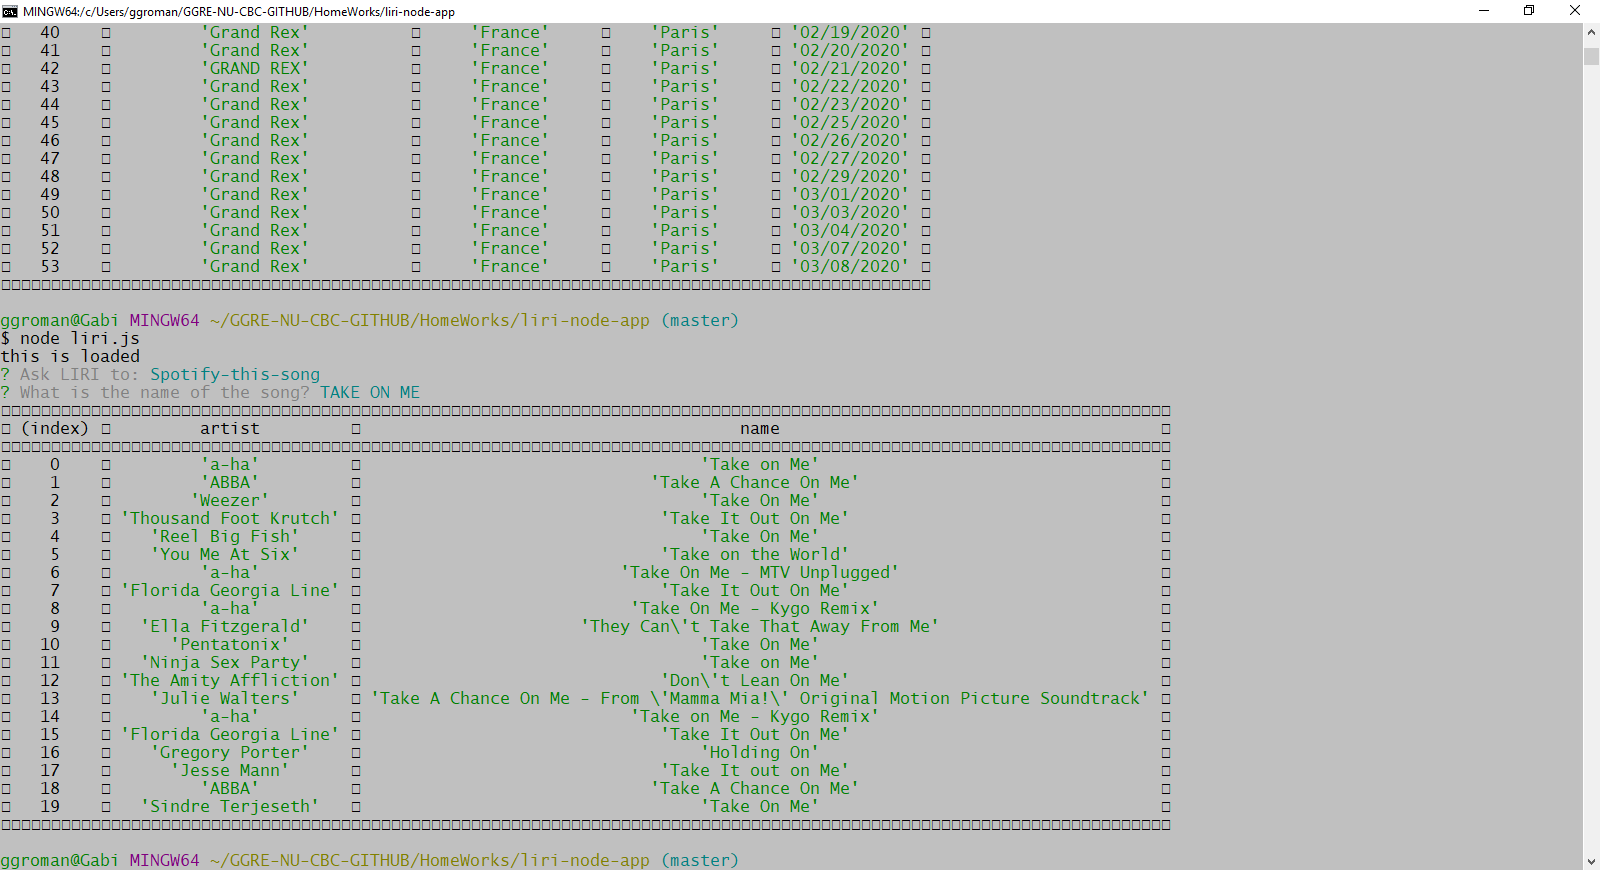 MINGW64:/c/Users/ggroman/GGRE-NU-CBC-GITHUB/HomeWorks/liri-node-app
40 'Grand Rex' 'France' 'Paris' '02/19/2020'
41 'Grand Rex' 'France' 'Paris' '02/20/2020'
42 'GRAND REX' 'France' 'Paris' '02/21/2020'
43 'Grand Rex' 'France' 'Paris' '02/22/2020'
44 'Grand Rex' 'France' 'Paris' '02/23/2020'
45 'Grand Rex' 'France' 'Paris' '02/25/2020'
46 'Grand Rex' 'France' 'Paris' '02/26/2020'
47 'Grand Rex' 'France' 'Paris' '02/27/2020'
48 'Grand Rex' 'France' 'Paris' '02/29/2020'
49 'Grand Rex' 'France' 'Paris' '03/01/2020'
50 'Grand Rex' 'France' 'Paris' '03/03/2020'
51 'Grand Rex' 'France' 'Paris' '03/04/2020'
52 'Grand Rex' 'France' 'Paris' '03/07/2020'
53 'Grand Rex' 'France' 'Paris' '03/08/2020'
ggroman@Gabi MINGW64 ~/GGRE-NU-CBC-GITHUB/HomeWorks/liri-node-app (master)
$ node liri.js
this is loaded
? Ask LIRI to: Spotify-this-song
? What is the name of the song? TAKE ON ME
(index) artist name
0 'a-ha' 'Take on Me'
1 'ABBA' 'Take A Chance On Me'
2 'Weezer' 'Take On Me'
3 'Thousand Foot Krutch' 'Take It Out On Me'
4 'Reel Big Fish' 'Take On Me'
5 'You Me At Six' 'Take on the World'
6 'a-ha' 'Take On Me - MTV Unplugged'
7 'Florida Georgia Line' 'Take It Out On Me'
8 'a-ha' 'Take On Me - Kygo Remix'
9 'Ella Fitzgerald' 'They Can\'t Take That Away From Me'
10 'Pentatonix' 'Take On Me'
11 'Ninja Sex Party' 'Take on Me'
12 'The Amity Affliction' 'Don\'t Lean On Me'
13 'Julie Walters' 'Take A Chance On Me - From \'Mamma Mia!\' Original Motion Picture Soundtrack'
14 'a-ha' 'Take on Me - Kygo Remix'
15 'Florida Georgia Line' 'Take It Out On Me'
16 'Gregory Porter' 'Holding On'
17 'Jesse Mann' 'Take It out on Me'
18 'ABBA' 'Take A Chance On Me'
19 'Sindre Terjeseth' 'Take On Me'
ggroman@Gabi MINGW64 ~/GGRE-NU-CBC-GITHUB/HomeWorks/liri-node-app (master)